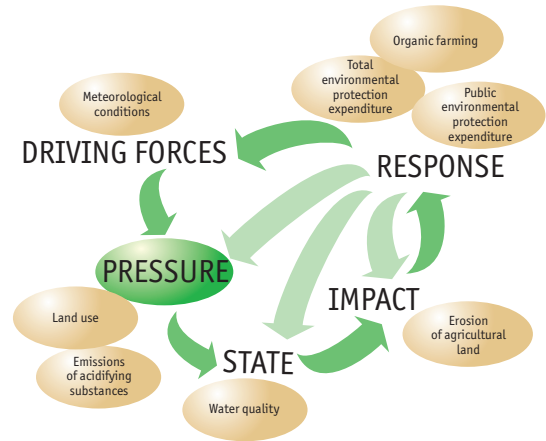 Organic farming
Total
environmental
protection
expenditure
Public
environmental
protection
expenditure
Meteorological
conditions
DRIVING FORCES
RESPONSE
PRESSURE
IMPACT
Land use
Erosion
of agricultural
land
STATE
Emissions
of acidifying
substances
Water quality